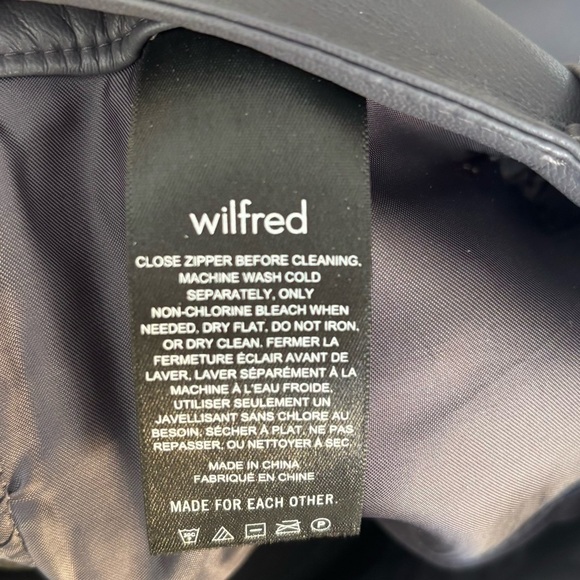 wilfred
CLOSE ZIPPER BEFORE CLEANING.
MACHINE WASH COLD
SEPARATELY, ONLY
NON-CHLORINE BLEACH WHEN
NEEDED. DRY FLAT. DO NOT IRON,
OR DRY CLEAN. FERMER LA
FERMETURE ÉCLAIR AVANT DE
LAVER. LAVER SÉPARÉMENT À LA
MACHINE À L'EAU FROIDE.
UTILISER SEULEMENT UN
JAVELLISANT SANS CHLORE AU
BESOIN. SÉCHER À PLAT. NE PAS
REPASSER, OU NETTOYER À SEC.
MADE IN CHINA
FABRIQUÉ EN CHINE
MADE FOR EACH OTHER.